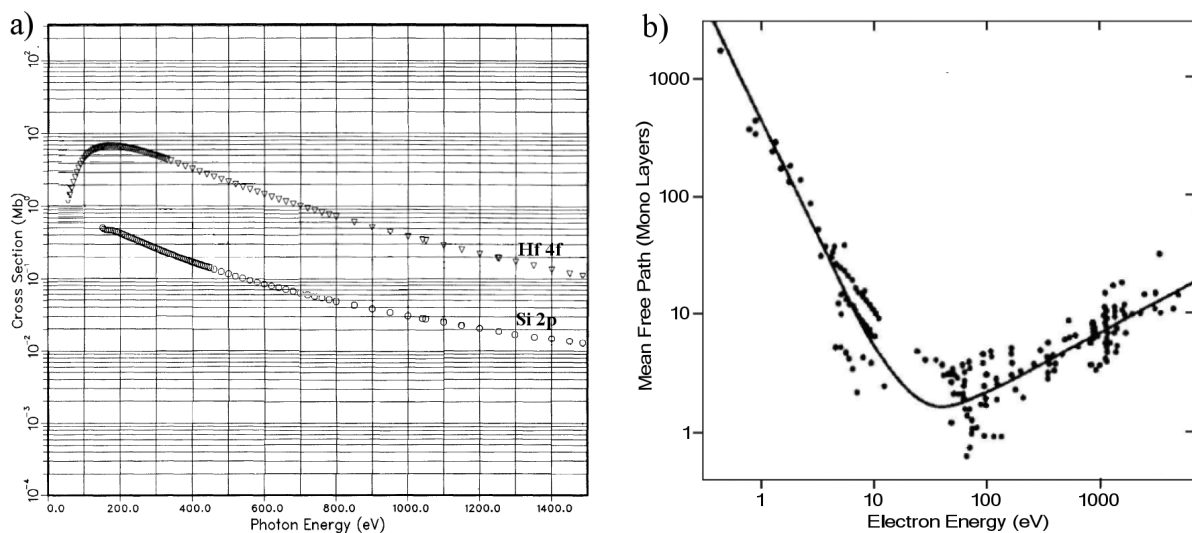 a)
Cross Section (Mb)
10²
10¹
10⁰
10⁻¹
10⁻²
10⁻³
10⁻⁴
Hf 4f
Si 2p
0.0 200.0 400.0 600.0 800.0 1000.0 1200.0 1400.0
Photon Energy (eV)
b)
Mean Free Path (Mono Layers)
1000
100
10
1
1 10 100 1000
Electron Energy (eV)